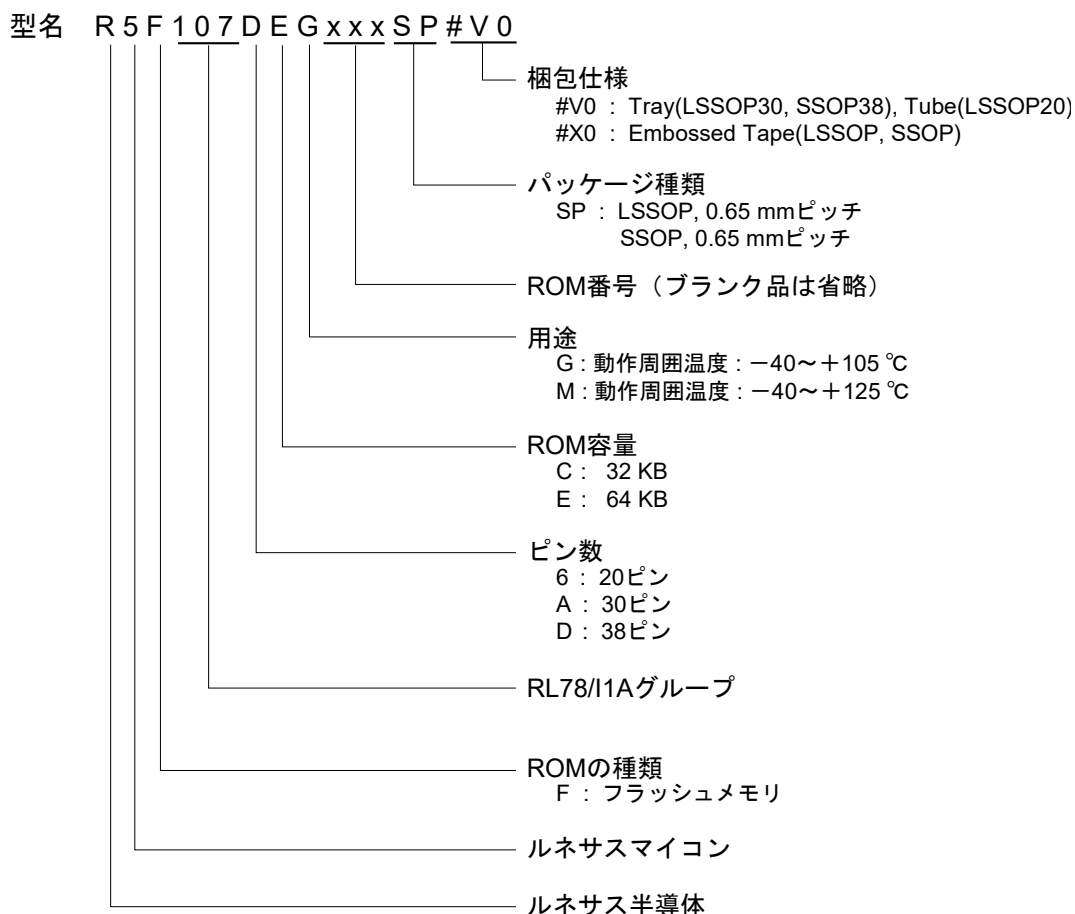 型名 R 5 F 1 0 7 D E G x x x S P # V 0
梱包仕様
#V0 : Tray(LSSOP30, SSOP38), Tube(LSSOP20)
#X0 : Embossed Tape(LSSOP, SSOP)
パッケージ種類
SP : LSSOP, 0.65 mmピッチ
SSOP, 0.65 mmピッチ
ROM番号（ブランク品は省略）
用途
G : 動作周囲温度 : －40～＋105 ℃
M : 動作周囲温度 : －40～＋125 ℃
ROM容量
C : 32 KB
E : 64 KB
ピン数
6 : 20ピン
A : 30ピン
D : 38ピン
RL78/I1Aグループ
ROMの種類
F : フラッシュメモリ
ルネサスマイコン
ルネサス半導体